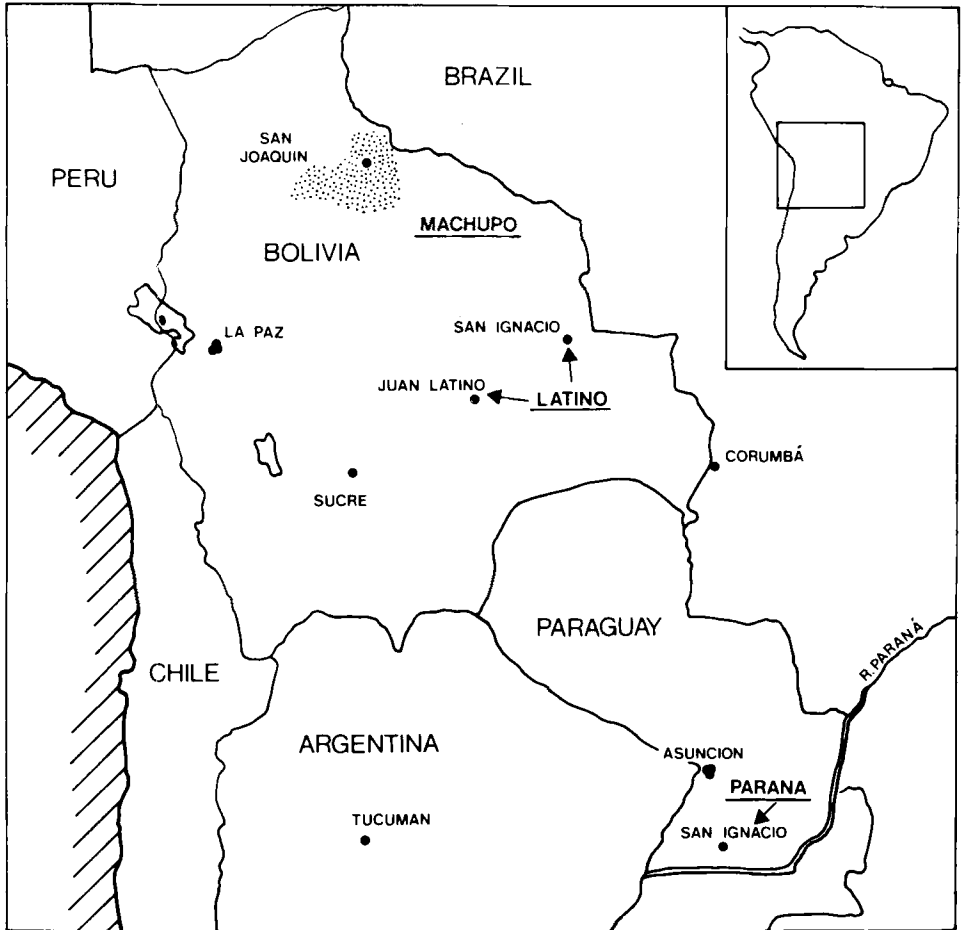 BRAZIL
SAN
JOAQUIN
PERU
MACHUPO
BOLIVIA
LA PAZ
SAN IGNACIO
JUAN LATINO
LATINO
CORUMBÁ
SUCRE
PARAGUAY
R. PARANÁ
CHILE
ARGENTINA
ASUNCION
PARANA
TUCUMAN
SAN IGNACIO